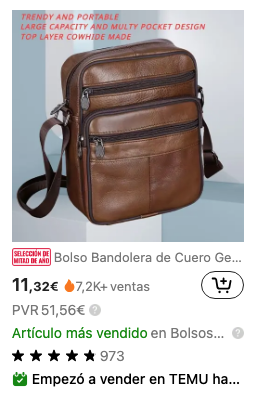 TRENDY AND PORTABLE
LARGE CAPACITY AND MULTY POCKET DESIGN
TOP LAYER COWHIDE MADE
SELECCIÓN DE
MITAD DE AÑO
Bolso Bandolera de Cuero Ge...
11,32€ 7,2K+ ventas
PVR 51,56€ ?
Artículo más vendido en Bolsos... ?
973
Empezó a vender en TEMU ha...